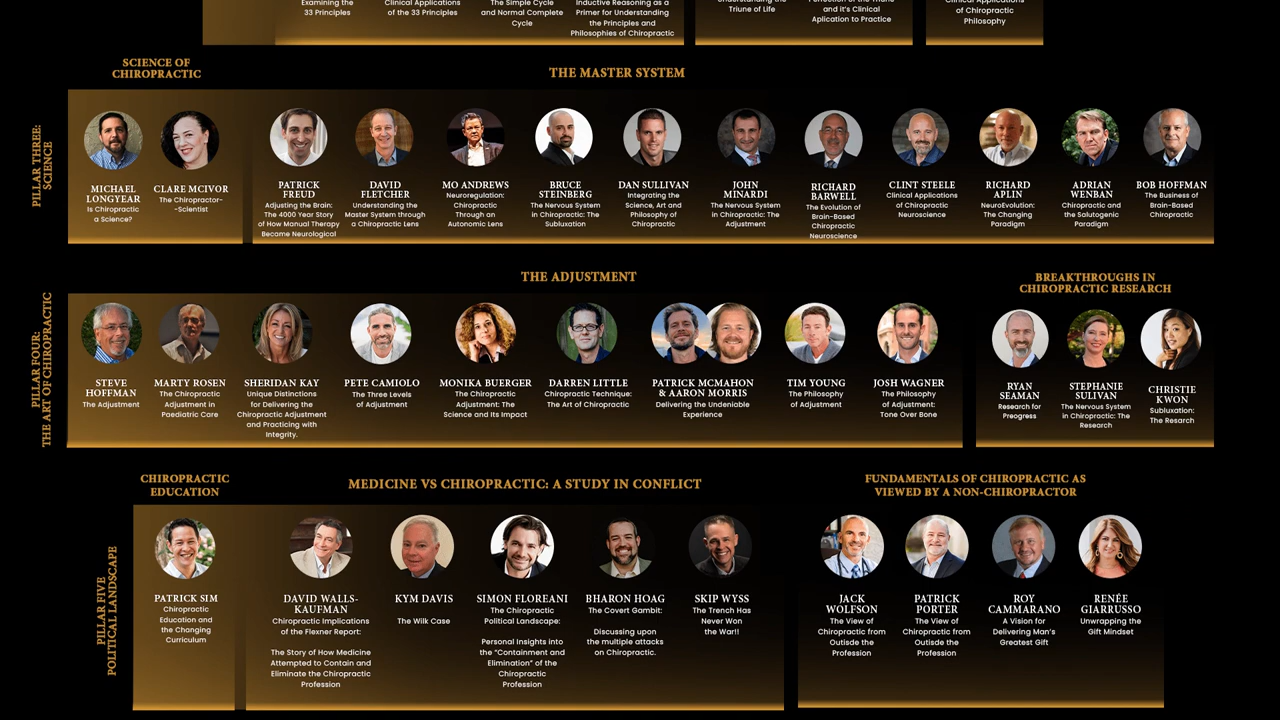 Examining the
33 Principles
Clinical Applications
of the 33 Principles
The Simple Cycle
and Normal Complete
Cycle
Inductive Reasoning as a
Primer for Understanding
the Principles and
Philosophies of Chiropractic
Triune of Life
and it's Clinical
Aplication to Practice
of Chiropractic
Philosophy
SCIENCE OF
CHIROPRACTIC
THE MASTER SYSTEM
PILLAR THREE:
SCIENCE
MICHAEL
LONGYEAR
Is Chiropractic
a Science?
CLARE MCIVOR
The Chiropractor-
-Scientist
PATRICK
FREUD
Adjusting the Brain:
The 4000 Year Story
of How Manual Therapy
Became Neurological
DAVID
FLETCHER
Understanding the
Master System through
a Chiropractic Lens
MO ANDREWS
Neuroregulation:
Chiropractic
Through an
Autonomic Lens
BRUCE
STEINBERG
The Nervous System
in Chiropractic: The
Subluxation
DAN SULLIVAN
Integrating the
Science, Art and
Philosophy of
Chiropractic
JOHN
MINARDI
The Nervous System
in Chiropractic: The
Adjustment
RICHARD
BARWELL
The Evolution of
Brain-Based
Chiropractic
Neuroscience
CLINT STEELE
Clinical Applications
of Chiropractic
Neuroscience
RICHARD
APLIN
NeuroEvolution:
The Changing
Paradigm
ADRIAN
WENBAN
Chiropractic and
the Salutogenic
Paradigm
BOB HOFFMAN
The Business of
Brain-Based
Chiropractic
THE ADJUSTMENT
BREAKTHROUGHS IN
CHIROPRACTIC RESEARCH
PILLAR FOUR:
THE ART OF CHIROPRACTIC
STEVE
HOFFMAN
The Adjustment
MARTY ROSEN
The Chiropractic
Adjustment in
Paediatric Care
SHERIDAN KAY
Unique Distinctions
for Delivering the
Chiropractic Adjustment
and Practicing with
Integrity.
PETE CAMIOLO
The Three Levels
of Adjustment
MONIKA BUERGER
The Chiropractic
Adjustment: The
Science and Its Impact
DARREN LITTLE
Chiropractic Technique:
The Art of Chiropractic
PATRICK MCMAHON
& AARON MORRIS
Delivering the Undeniable
Experience
TIM YOUNG
The Philosophy
of Adjustment
JOSH WAGNER
The Philosophy
of Adjustment:
Tone Over Bone
RYAN
SEAMAN
Research for
Preogress
STEPHANIE
SULIVAN
The Nervous System
in Chiropractic: The
Research
CHRISTIE
KWON
Subluxation:
The Resarch
CHIROPRACTIC
EDUCATION
MEDICINE VS CHIROPRACTIC: A STUDY IN CONFLICT
FUNDAMENTALS OF CHIROPRACTIC AS
VIEWED BY A NON-CHIROPRACTOR
PILLAR FIVE
POLITICAL LANDSCAPE
PATRICK SIM
Chiropractic
Education and
the Changing
Curriculum
DAVID WALLS-
KAUFMAN
Chiropractic Implications
of the Flexner Report:
The Story of How Medicine
Attempted to Contain and
Eliminate the Chiropractic
Profession
KYM DAVIS
The Wilk Case
SIMON FLOREANI
The Chiropractic
Political Landscape:
Personal Insights into
the "Containment and
Elimination" of the
Chiropractic
Profession
BHARON HOAG
The Covert Gambit:
Discussing upon
the multiple attacks
on Chiropractic.
SKIP WYSS
The Trench Has
Never Won
the War!!
JACK
WOLFSON
The View of
Chiropractic from
Outisde the
Profession
PATRICK
PORTER
The View of
Chiropractic from
Outisde the
Profession
ROY
CAMMARANO
A Vision for
Delivering Man's
Greatest Gift
RENÉE
GIARRUSSO
Unwrapping the
Gift Mindset